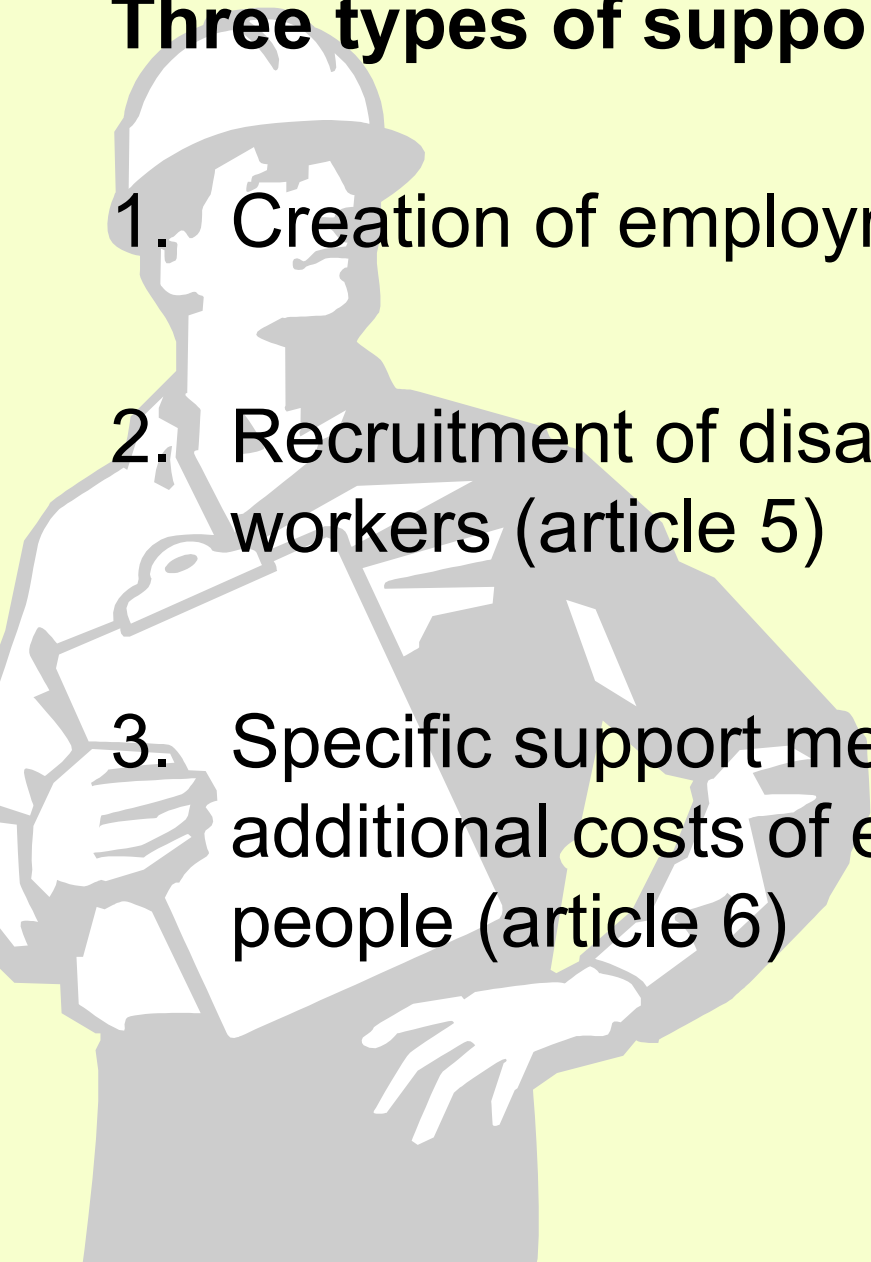 Three types of suppo
1. Creation of employ
2. Recruitment of disa
workers (article 5)
3. Specific support me
additional costs of e
people (article 6)